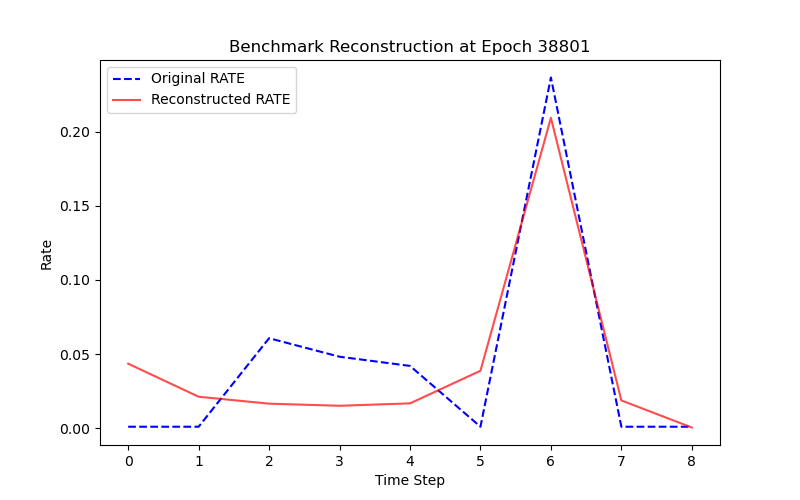 Benchmark Reconstruction at Epoch 38801
Original RATE
Reconstructed RATE
0.20
0.15
0.10
0.05
0.00
Rate
0 1 2 3 4 5 6 7 8
Time Step